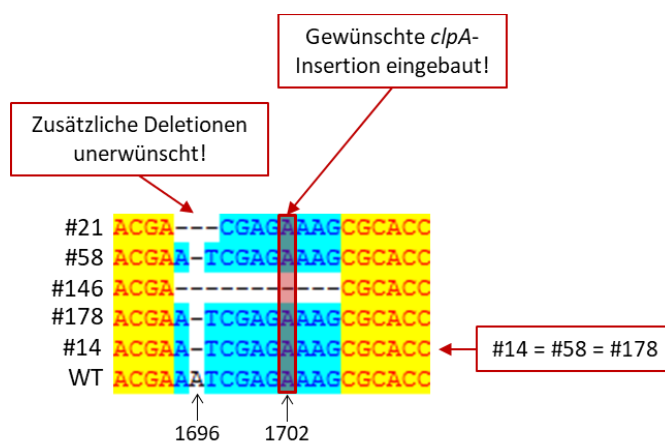 Gewünschte clpA-
Insertion eingebaut!
Zusätzliche Deletionen
unerwünscht!
#21 ACGA---CGAGAAAGCGCACC
#58 ACGAA-TCGAGAAAGCGCACC
#146 ACGA-----------CGCACC
#178 ACGAA-TCGAGAAAGCGCACC
#14 ACGAA-TCGAGAAAGCGCACC
#14 = #58 = #178
WT ACGAAATCGAGAAAGCGCACC
1696 1702